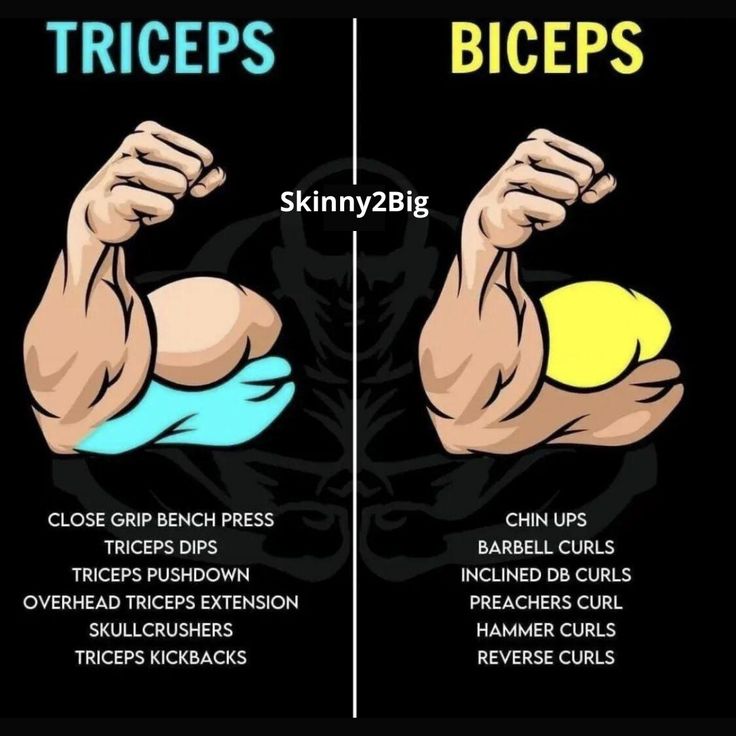 TRICEPS
BICEPS
Skinny2Big
CLOSE GRIP BENCH PRESS
TRICEPS DIPS
TRICEPS PUSHDOWN
OVERHEAD TRICEPS EXTENSION
SKULLCRUSHERS
TRICEPS KICKBACKS
CHIN UPS
BARBELL CURLS
INCLINED DB CURLS
PREACHERS CURL
HAMMER CURLS
REVERSE CURLS